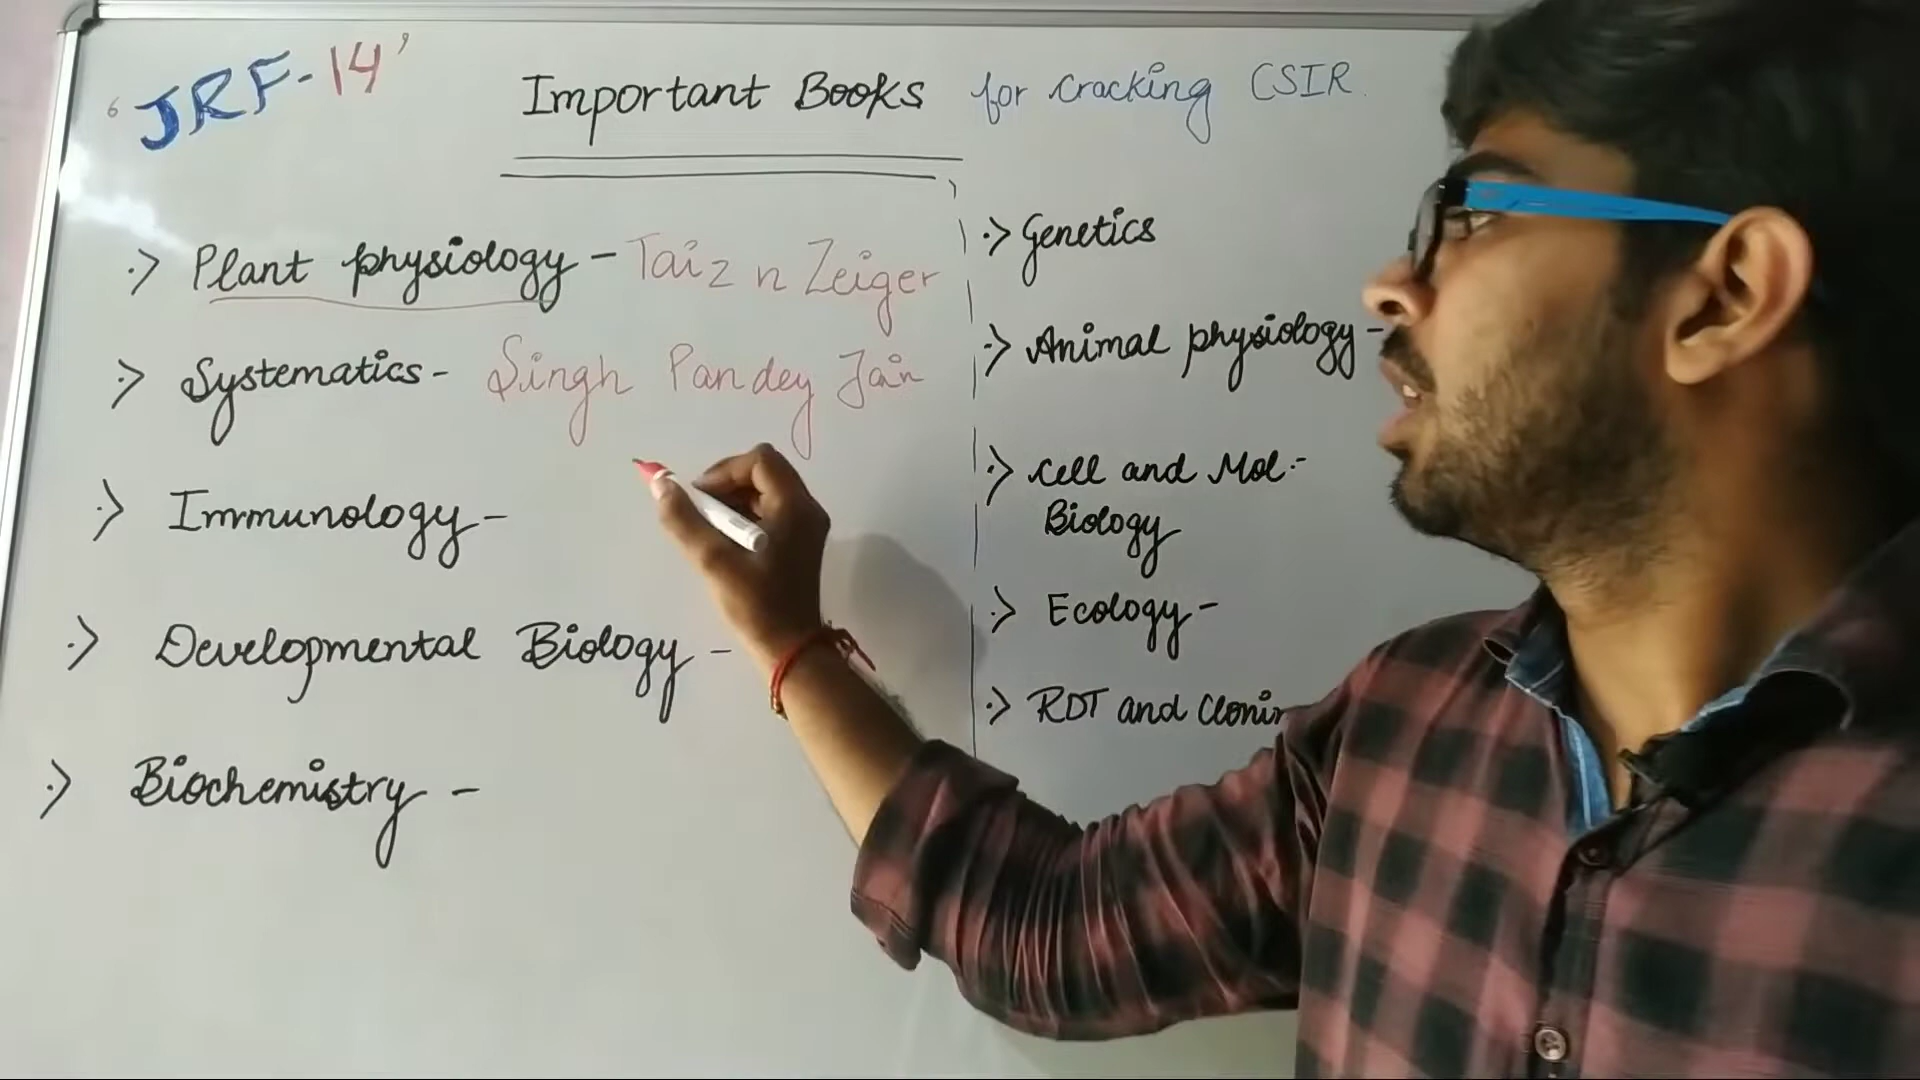 JRF-14'
Important Books for cracking CSIR.
Plant physiology - Taiz n Zeiger
Systematics - Singh Pandey Jain
Immunology -
Developmental Biology -
Biochemistry -
Genetics
Animal physiology -
Cell and Mol.-
Biology
Ecology -
RDT and